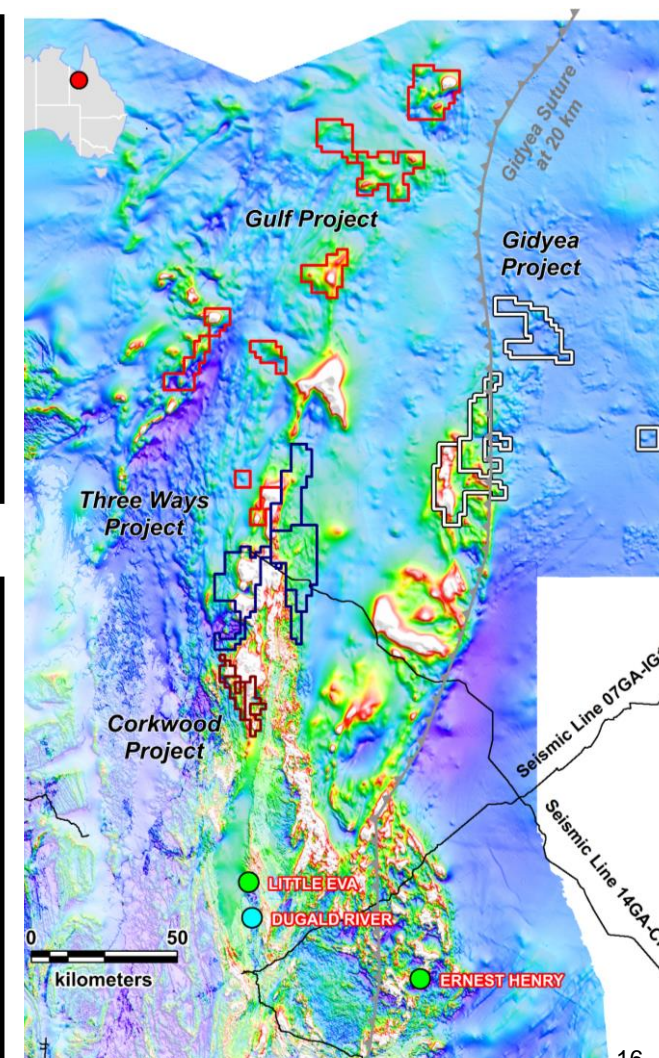 Gidyea Suture
at 20 km
Gulf Project
Gidyea
Project
Three Ways
Project
Corkwood
Project
Seismic Line 07GA-IG
Seismic Line 14GA-C
LITTLE EVA
DUGALD RIVER
0 50
kilometers
ERNEST HENRY
16